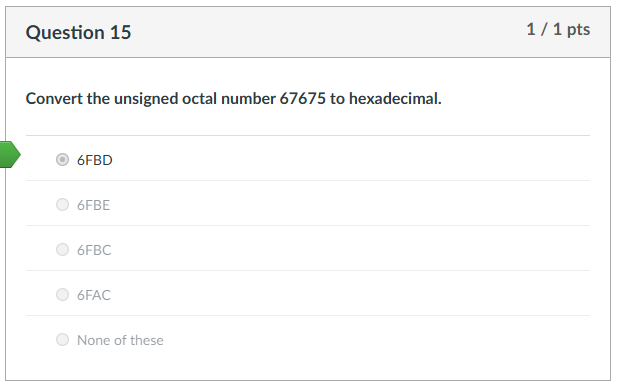 Question 15
1 / 1 pts
Convert the unsigned octal number 67675 to hexadecimal.
6FBD
6FBE
6FBC
6FAC
None of these